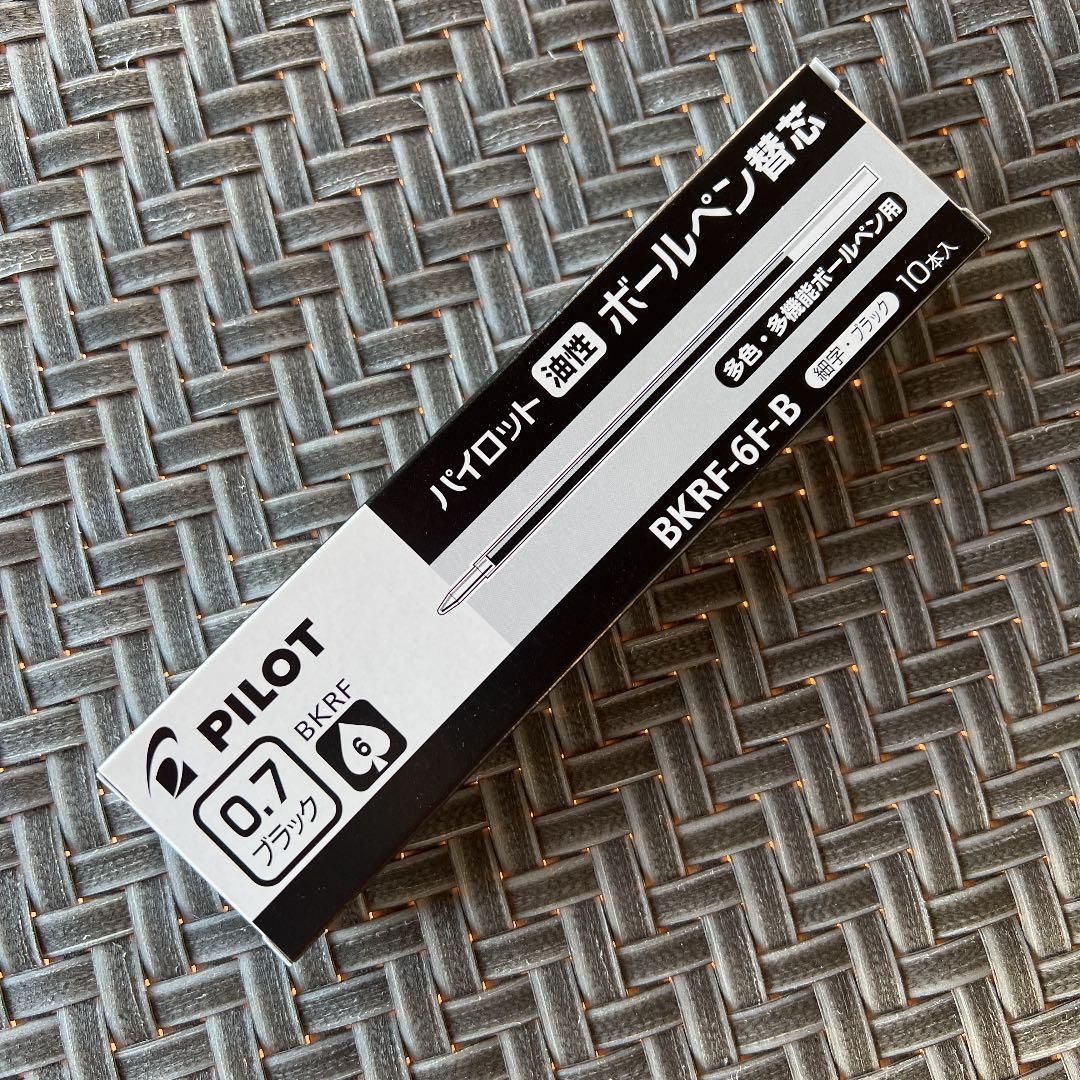 パイロット 油性 ボールペン替芯
多色・多機能ボールペン用
BKRF-6F-B 細字・ブラック 10本入
PILOT
BKRF
6
0.7
ブラック